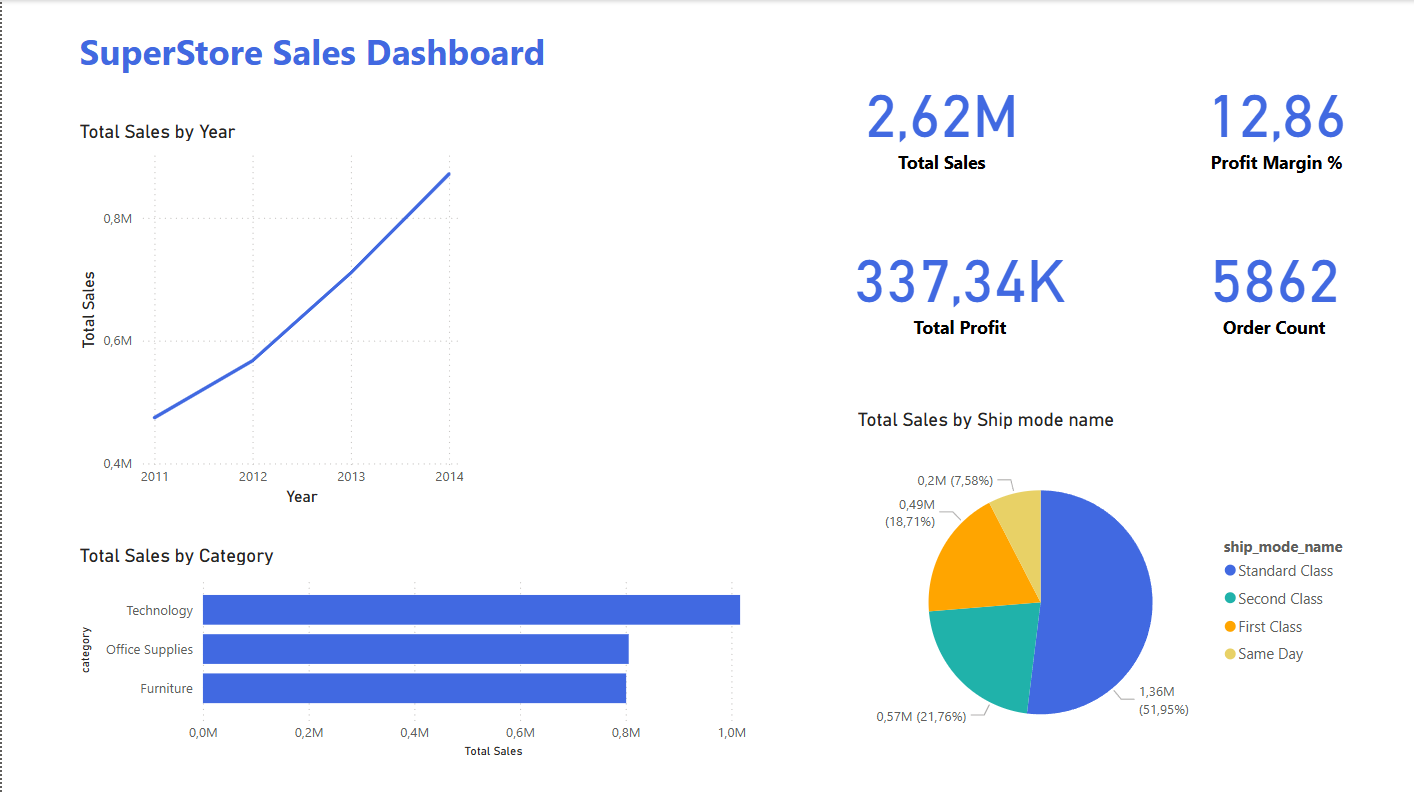 SuperStore Sales Dashboard
Total Sales by Year
Total Sales
0,8M
0,6M
0,4M
2011 2012 2013 2014
Year
2,62M
Total Sales
12,86
Profit Margin %
337,34K
Total Profit
5862
Order Count
Total Sales by Category
category
Technology
Office Supplies
Furniture
0,0M 0,2M 0,4M 0,6M 0,8M 1,0M
Total Sales
Total Sales by Ship mode name
0,2M (7,58%)
0,49M
(18,71%)
0,57M (21,76%)
1,36M
(51,95%)
ship_mode_name
Standard Class
Second Class
First Class
Same Day